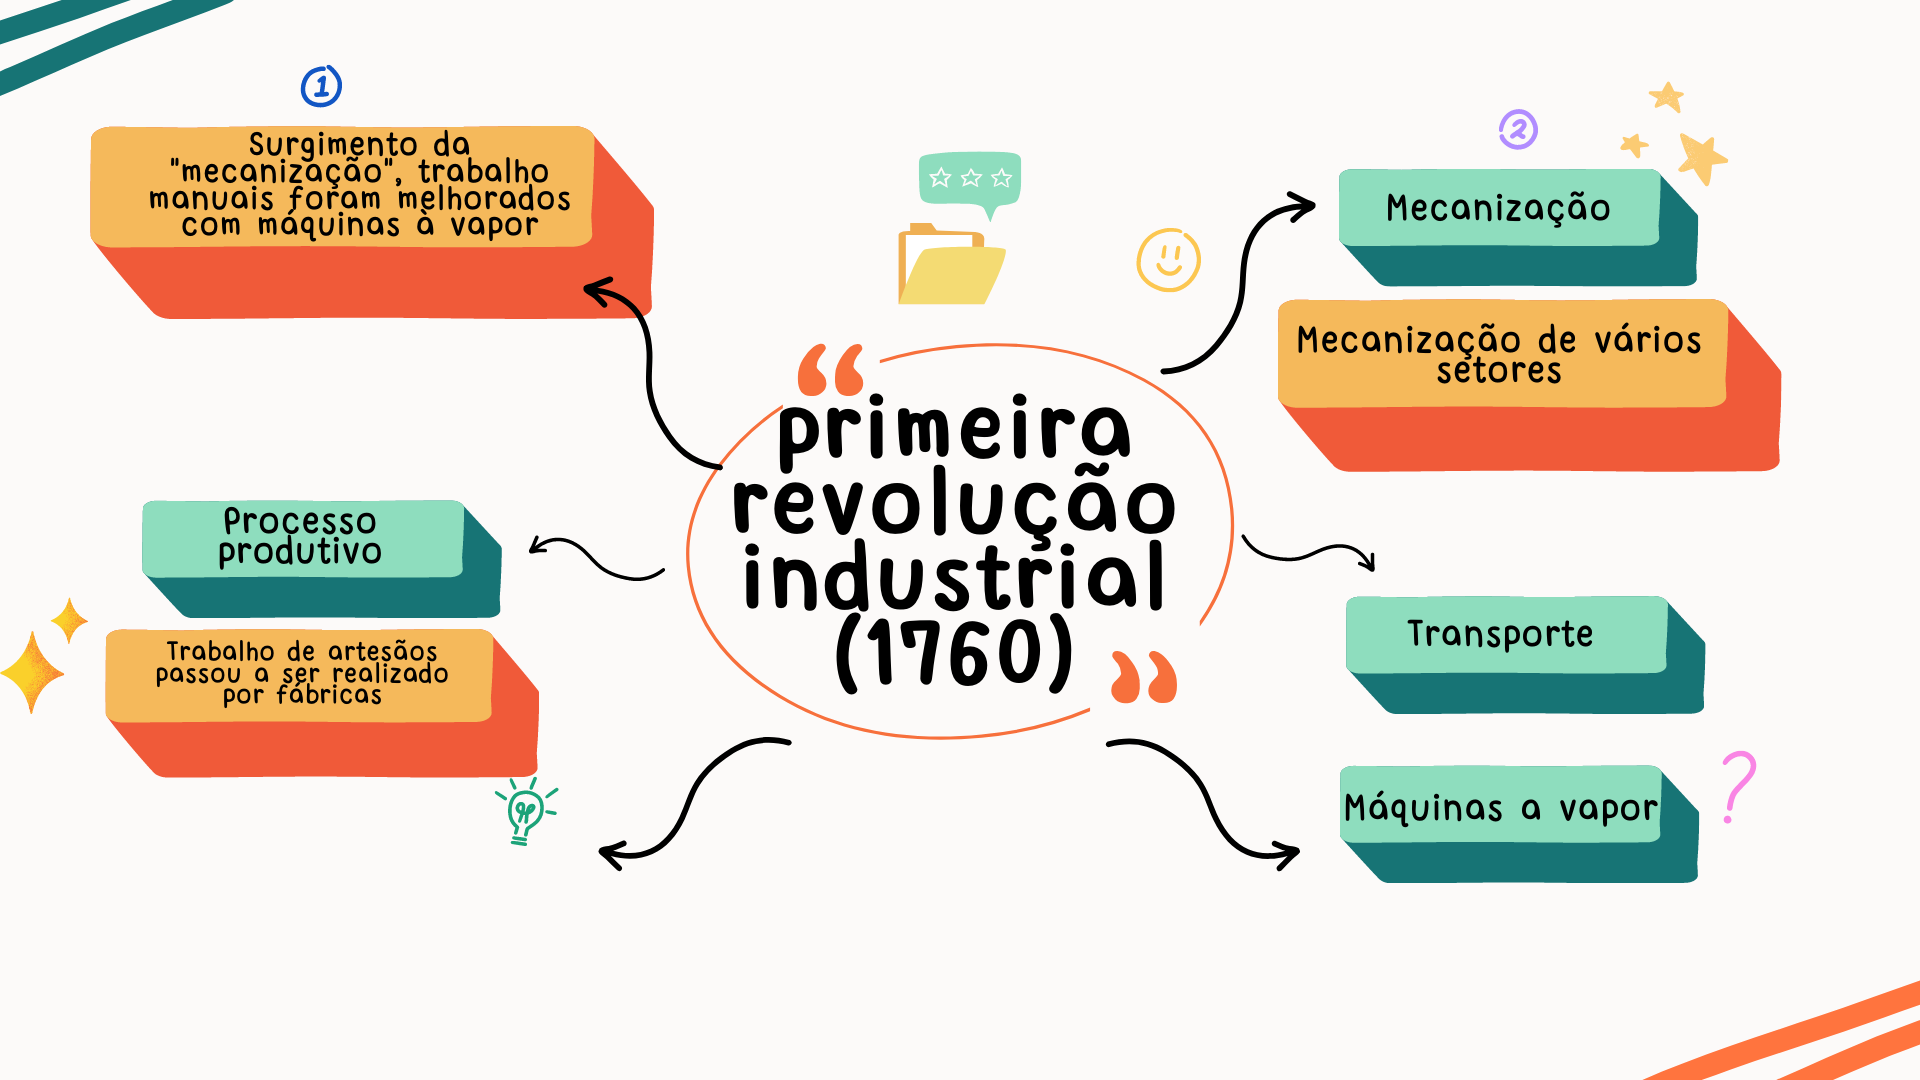 1
Surgimento da
"mecanização", trabalho
manuais foram melhorados
com máquinas à vapor
2
Mecanização
Mecanização de vários
setores
primeira
revolução
industrial
(1760)
Processo
produtivo
Trabalho de artesãos
passou a ser realizado
por fábricas
Transporte
Máquinas a vapor
?